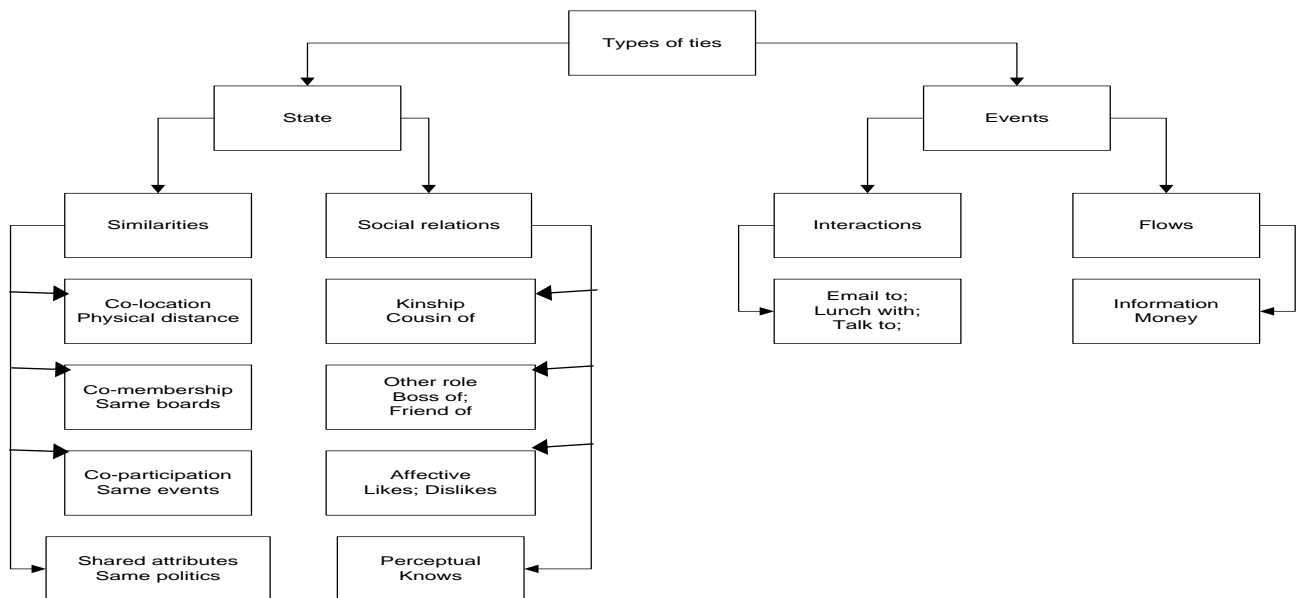 Types of ties
State
Events
Similarities
Social relations
Interactions
Flows
Co-location
Physical distance
Kinship
Cousin of
Email to;
Lunch with;
Talk to;
Information
Money
Co-membership
Same boards
Other role
Boss of;
Friend of
Co-participation
Same events
Affective
Likes; Dislikes
Shared attributes
Same politics
Perceptual
Knows